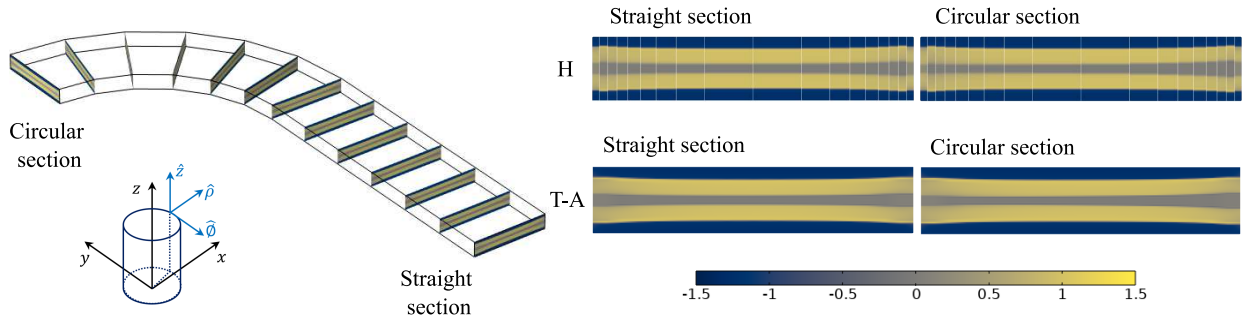 Circular
section
Straight
section
z
ẑ
ρ̂
∅̂
y
x
Straight section
Circular section
H
Straight section
Circular section
T-A
-1.5 -1 -0.5 0 0.5 1 1.5